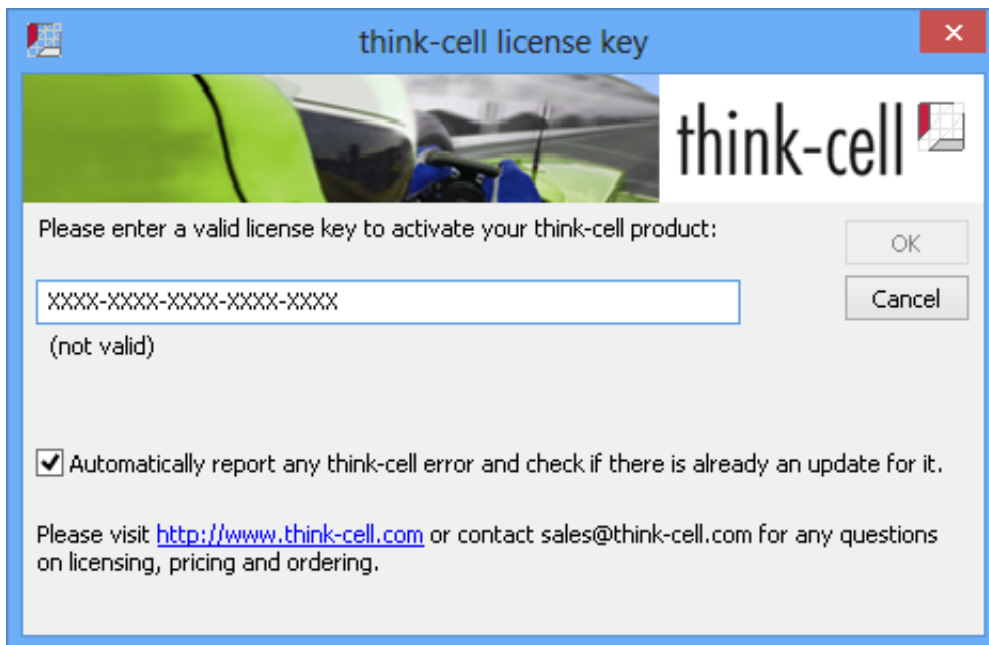 think-cell license key
think-cell
Please enter a valid license key to activate your think-cell product:
OK
XXXX-XXXX-XXXX-XXXX-XXXX
Cancel
(not valid)
Automatically report any think-cell error and check if there is already an update for it.
Please visit http://www.think-cell.com or contact sales@think-cell.com for any questions
on licensing, pricing and ordering.